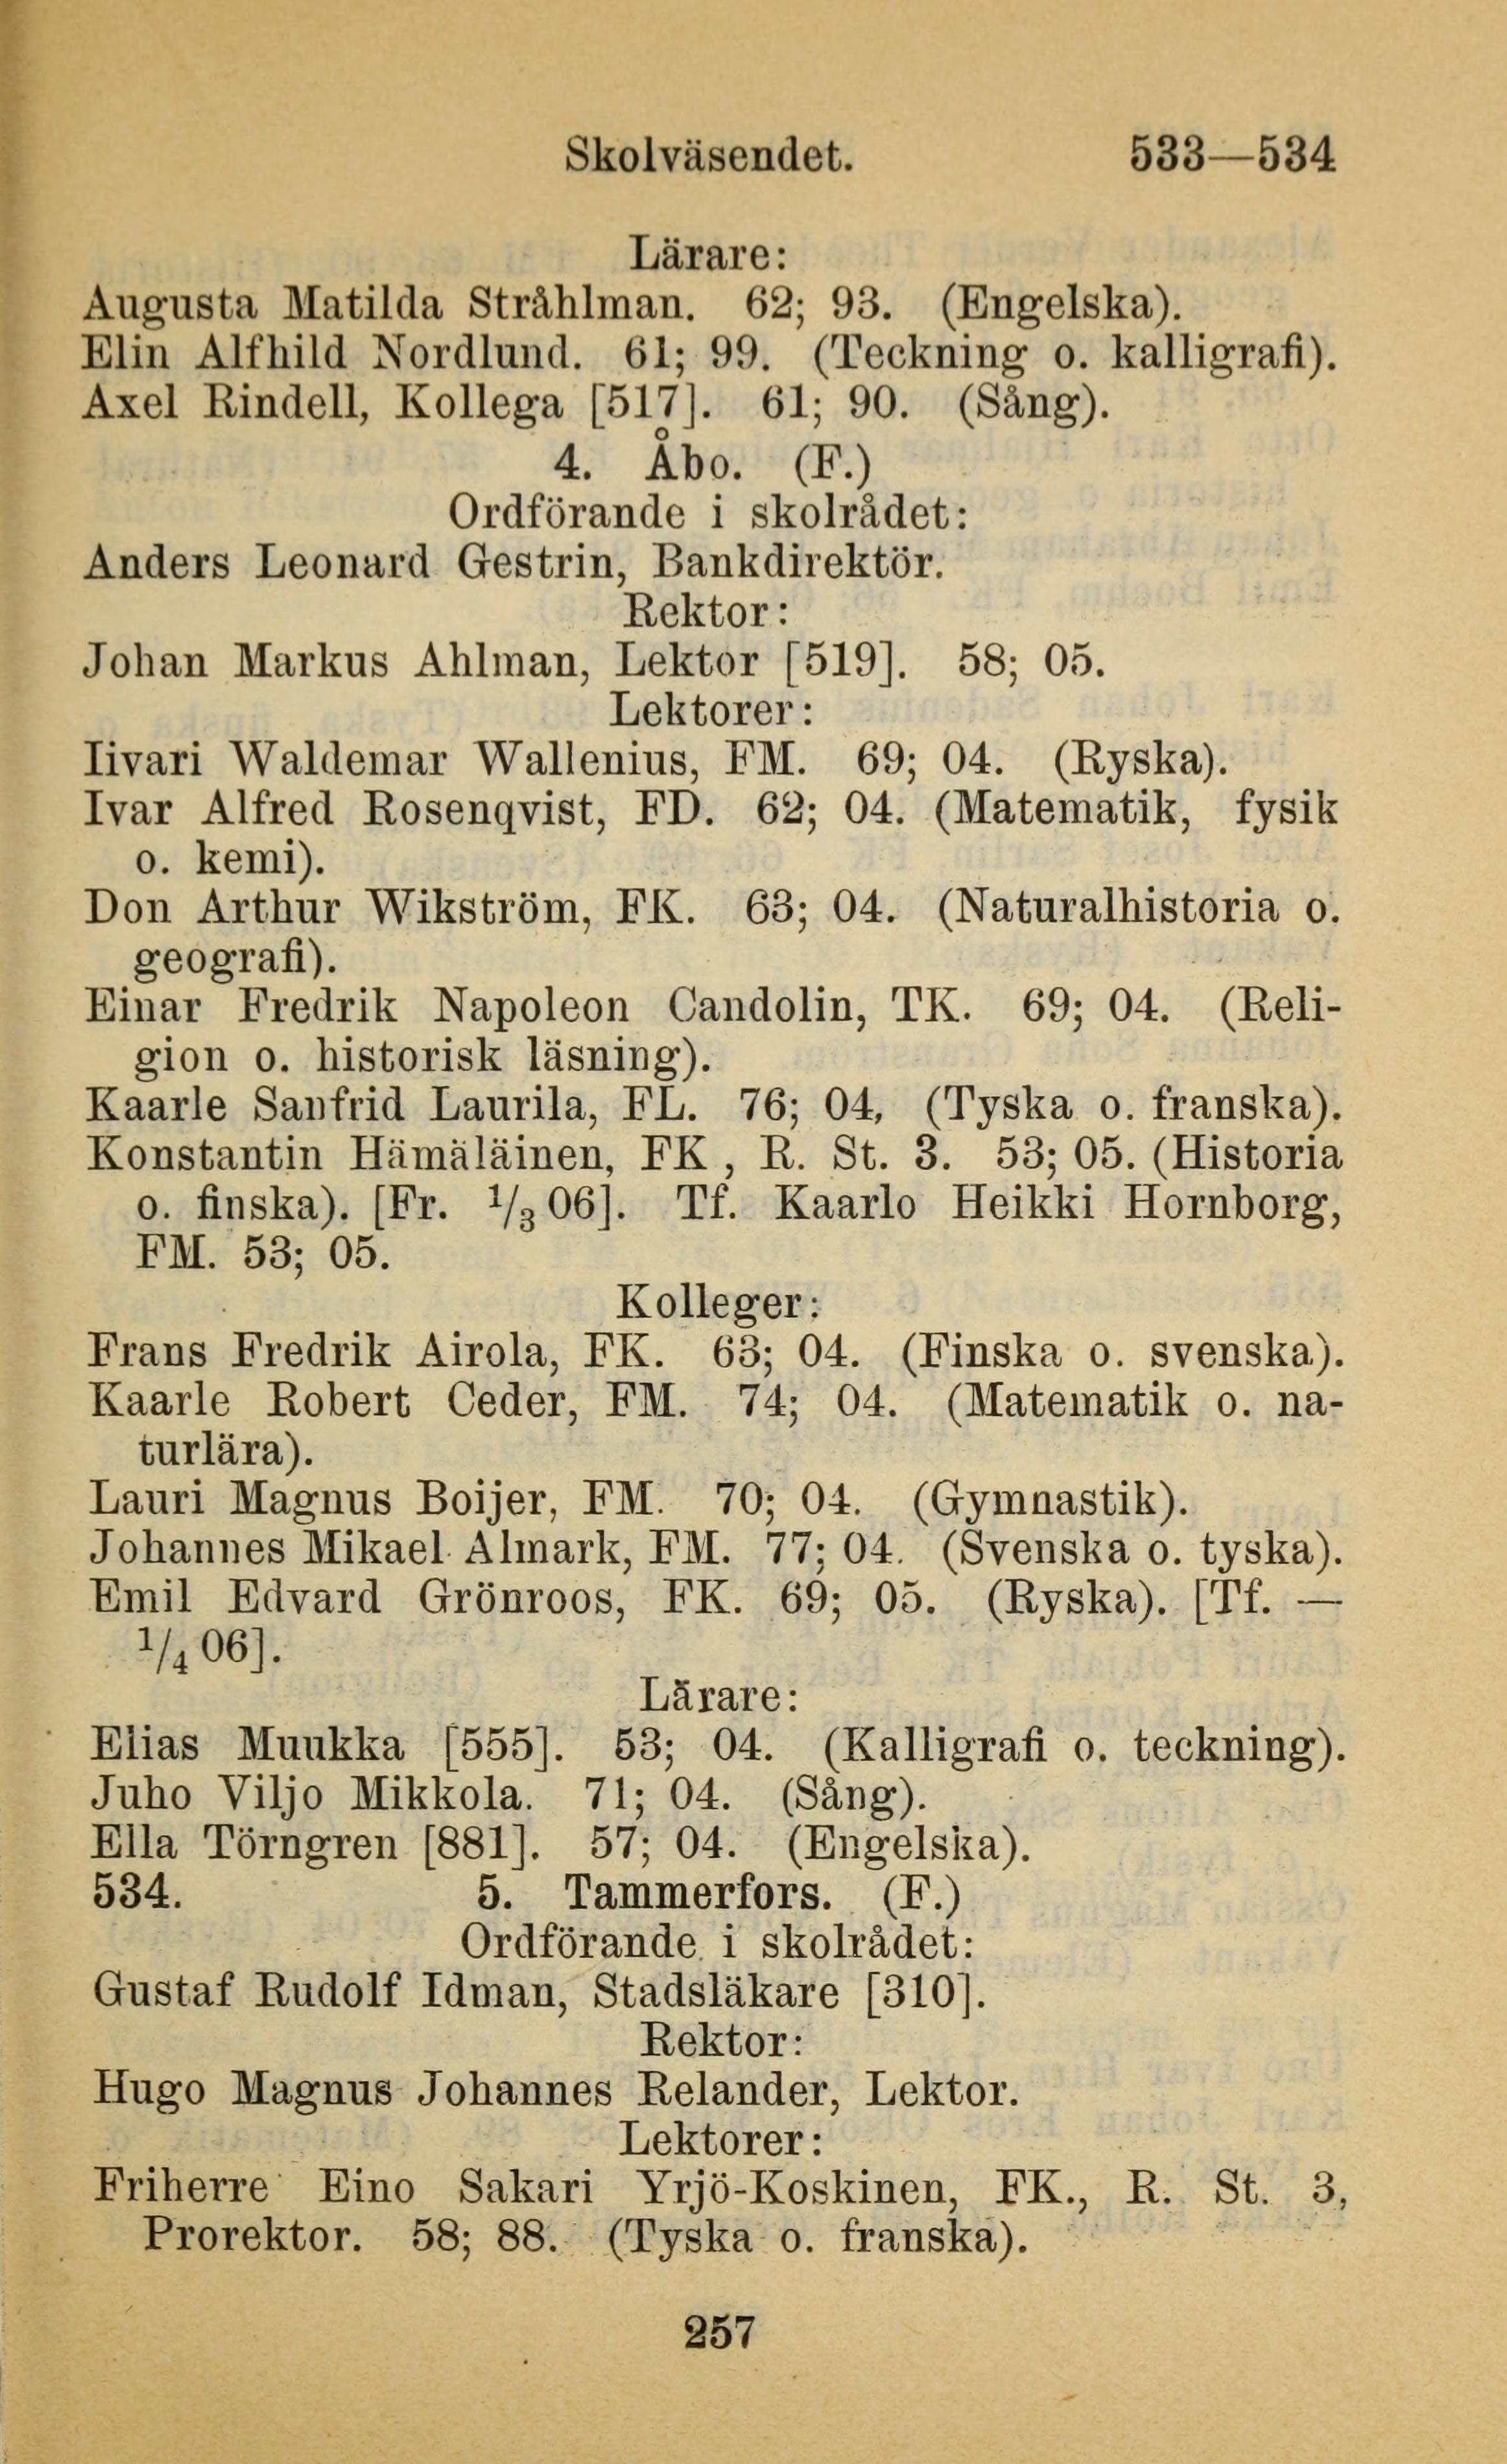 Skolväsendet. 533—534
Lärare:
Augusta Matilda Stråhlman. 62; 93. (Engelska).
Elin Alfhild Nordlund. 61; 99. (Teckning o. kalligrafi).
Axel Rindell, Kollega [517]. 61; 90. (Sång).
4. Åbo. (F.)
Ordförande i skolrådet:
Anders Leonard Gestrin, Bankdirektör.
Rektor:
Johan Markus Ahlman, Lektor [519]. 58; 05.
Lektorer:
Iivari Waldemar Wallenius, FM. 69; 04. (Ryska).
Ivar Alfred Rosenqvist, FD. 62; 04. (Matematik, fysik
o. kemi).
Don Arthur Wikström, FK. 63; 04. (Naturalhistoria o.
geografi).
Einar Fredrik Napoleon Candolin, TK. 69; 04. (Reli-
gion o. historisk läsning).
Kaarle Sanfrid Laurila, FL. 76; 04, (Tyska o. franska).
Konstantin Hämäläinen, FK , R. St. 3. 53; 05. (Historia
o. finska). [Fr. 1/3 06]. Tf. Kaarlo Heikki Hornborg,
FM. 53; 05.
Kolleger:
Frans Fredrik Airola, FK. 63; 04. (Finska o. svenska).
Kaarle Robert Ceder, FM. 74; 04. (Matematik o. na-
turlära).
Lauri Magnus Boijer, FM. 70; 04. (Gymnastik).
Johannes Mikael Almark, FM. 77; 04. (Svenska o. tyska).
Emil Edvard Grönroos, FK. 69; 05. (Ryska). [Tf. —
1/4 06].
Lärare:
Elias Muukka [555]. 53; 04. (Kalligrafi o. teckning).
Juho Viljo Mikkola. 71; 04. (Sång).
Ella Törngren [881]. 57; 04. (Engelska).
534. 5. Tammerfors. (F.)
Ordförande i skolrådet:
Gustaf Rudolf Idman, Stadsläkare [310].
Rektor:
Hugo Magnus Johannes Relander, Lektor.
Lektorer:
Friherre Eino Sakari Yrjö-Koskinen, FK., R. St. 3,
Prorektor. 58; 88. (Tyska o. franska).
257